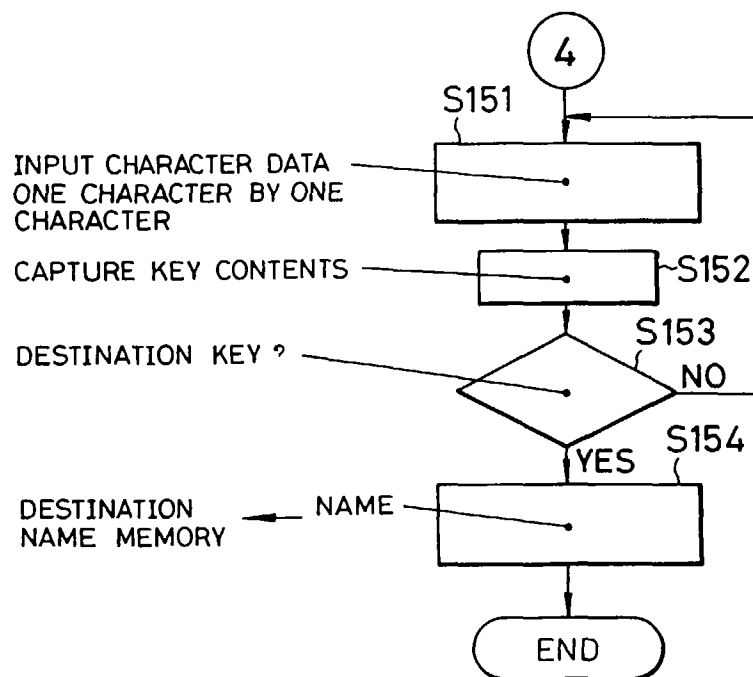 4
S151
INPUT CHARACTER DATA
ONE CHARACTER BY ONE
CHARACTER
CAPTURE KEY CONTENTS
S152
S153
DESTINATION KEY?
NO
YES
S154
DESTINATION NAME MEMORY ← NAME
END